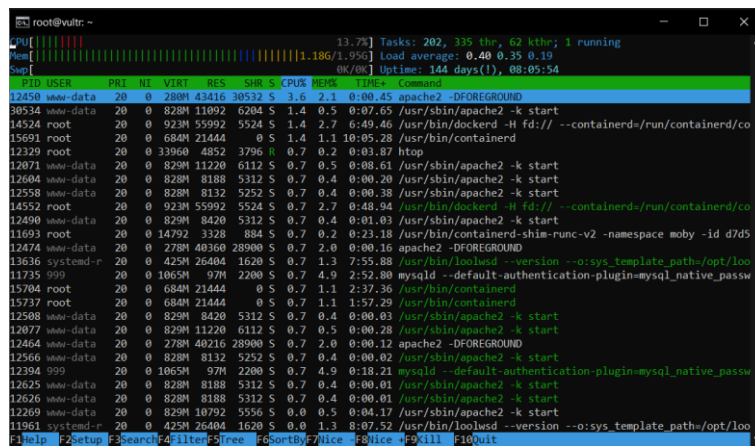 root@vultr: ~
CPU[|||||||| 13.7%] Tasks: 202, 335 thr, 62 kthr; 1 running
Mem[||||||||||||||||||||||||||||||||||||||||||||1.18G/1.95G] Load average: 0.40 0.35 0.19
Swp[ 0K/0K] Uptime: 144 days(!), 08:05:54
PID USER PRI NI VIRT RES SHR S CPU% MEM% TIME+ Command
12450 www-data 20 0 280M 43416 30532 S 3.6 2.1 0:00.45 apache2 -DFOREGROUND
30534 www-data 20 0 828M 11092 6204 S 1.4 0.5 0:07.65 /usr/sbin/apache2 -k start
14524 root 20 0 923M 55992 5524 S 1.4 2.7 6:49.46 /usr/bin/dockerd -H fd:// --containerd=/run/containerd/co
15691 root 20 0 684M 21444 0 S 1.4 1.1 10:05.28 /usr/bin/containerd
12329 root 20 0 33960 4852 3796 R 0.7 0.2 0:03.87 htop
12071 www-data 20 0 829M 11220 6112 S 0.7 0.5 0:08.61 /usr/sbin/apache2 -k start
12604 www-data 20 0 828M 8188 5312 S 0.7 0.4 0:00.20 /usr/sbin/apache2 -k start
12558 www-data 20 0 828M 8132 5252 S 0.7 0.4 0:00.38 /usr/sbin/apache2 -k start
14552 root 20 0 923M 55992 5524 S 0.7 2.7 0:48.94 /usr/bin/dockerd -H fd:// --containerd=/run/containerd/co
12490 www-data 20 0 829M 8420 5312 S 0.7 0.4 0:01.03 /usr/sbin/apache2 -k start
11693 root 20 0 14792 3328 884 S 0.7 0.2 0:23.18 /usr/bin/containerd-shim-runc-v2 -namespace moby -id d7d5
12474 www-data 20 0 278M 40360 28900 S 0.7 2.0 0:00.16 apache2 -DFOREGROUND
13636 systemd-r 20 0 425M 26404 1620 S 0.7 1.3 7:55.88 /usr/bin/loolwsd --version --o:sys_template_path=/opt/loo
11735 999 20 0 1065M 97M 2200 S 0.7 4.9 2:52.80 mysqld --default-authentication-plugin=mysql_native_passw
15704 root 20 0 684M 21444 0 S 0.7 1.1 2:37.36 /usr/bin/containerd
15737 root 20 0 684M 21444 0 S 0.7 1.1 1:57.29 /usr/bin/containerd
12508 www-data 20 0 829M 8420 5312 S 0.7 0.4 0:00.03 /usr/sbin/apache2 -k start
12077 www-data 20 0 829M 11220 6112 S 0.7 0.5 0:00.28 /usr/sbin/apache2 -k start
12464 www-data 20 0 278M 40216 28900 S 0.7 2.0 0:00.12 apache2 -DFOREGROUND
12566 www-data 20 0 828M 8132 5252 S 0.7 0.4 0:00.02 /usr/sbin/apache2 -k start
12394 999 20 0 1065M 97M 2200 S 0.7 4.9 0:18.21 mysqld --default-authentication-plugin=mysql_native_passw
12625 www-data 20 0 828M 8188 5312 S 0.7 0.4 0:00.01 /usr/sbin/apache2 -k start
12626 www-data 20 0 828M 8188 5312 S 0.7 0.4 0:00.01 /usr/sbin/apache2 -k start
12269 www-data 20 0 829M 10792 5556 S 0.0 0.5 0:04.17 /usr/sbin/apache2 -k start
11961 systemd-r 20 0 425M 26404 1620 S 0.0 1.3 8:07.52 /usr/bin/loolwsd --version --o:sys_template_path=/opt/loo
F1Help F2Setup F3SearchF4FilterF5Tree F6SortByF7Nice -F8Nice +F9Kill F10Quit